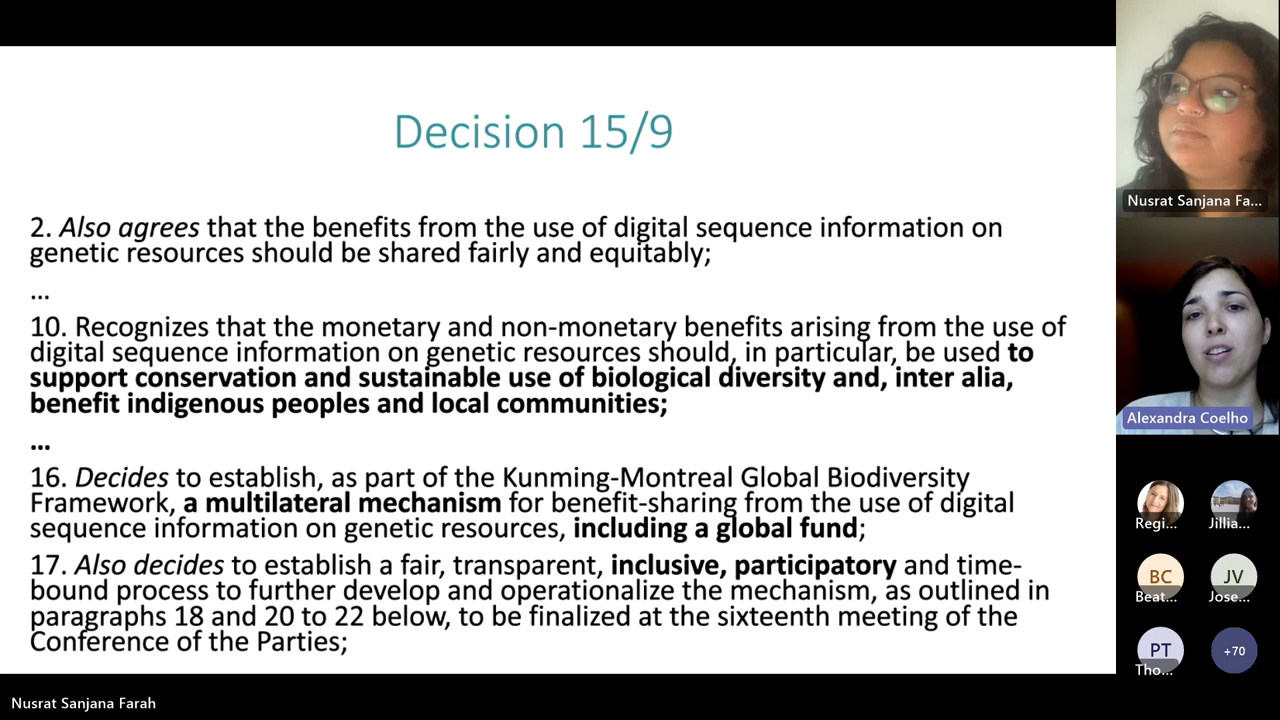 Decision 15/9
2. Also agrees that the benefits from the use of digital sequence information on
genetic resources should be shared fairly and equitably;
...
10. Recognizes that the monetary and non-monetary benefits arising from the use of
digital sequence information on genetic resources should, in particular, be used to
support conservation and sustainable use of biological diversity and, inter alia,
benefit indigenous peoples and local communities;
...
16. Decides to establish, as part of the Kunming-Montreal Global Biodiversity
Framework, a multilateral mechanism for benefit-sharing from the use of digital
sequence information on genetic resources, including a global fund;
17. Also decides to establish a fair, transparent, inclusive, participatory and time-
bound process to further develop and operationalize the mechanism, as outlined in
paragraphs 18 and 20 to 22 below, to be finalized at the sixteenth meeting of the
Conference of the Parties;
Nusrat Sanjana Fa...
Alexandra Coelho
Regi...
Jillia...
BC
JV
Beat...
Jose...
PT
+70
Tho...
Nusrat Sanjana Farah